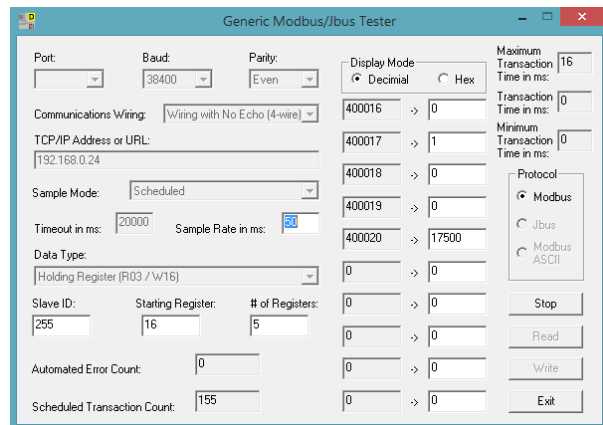 Generic Modbus/Jbus Tester
Port:
Baud:
Parity:
38400
Even
Communications Wiring:
Wiring with No Echo (4-wire)
TCP/IP Address or URL:
192.168.0.24
Sample Mode:
Scheduled
Timeout in ms:
20000
Sample Rate in ms:
50
Data Type:
Holding Register (R03 / W16)
Slave ID:
Starting Register:
# of Registers:
255
16
5
Automated Error Count:
0
Scheduled Transaction Count:
155
Display Mode
Decimial
Hex
400016 -> 0
400017 -> 1
400018 -> 0
400019 -> 0
400020 -> 17500
0 -> 0
0 -> 0
0 -> 0
0 -> 0
0 -> 0
Maximum
Transaction
Time in ms:
16
Transaction
Time in ms:
0
Minimum
Transaction
Time in ms:
0
Protocol
Modbus
Jbus
Modbus
ASCII
Stop
Read
Write
Exit